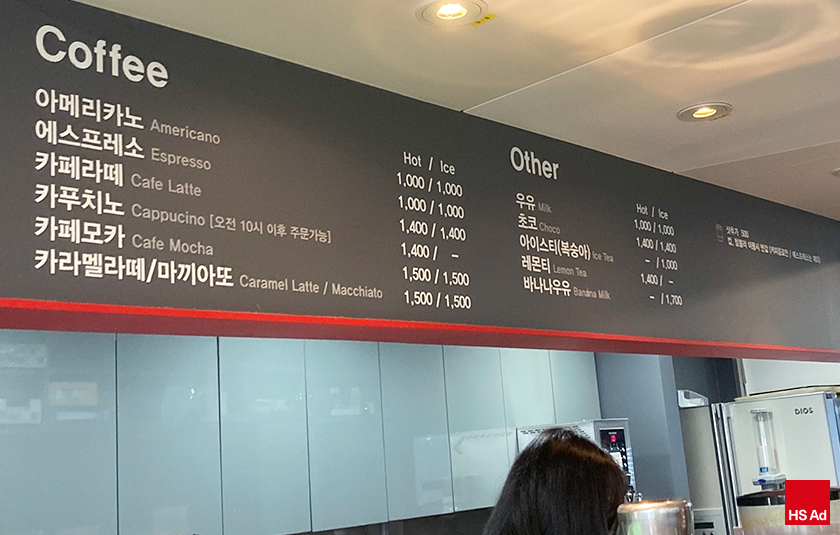 Coffee
Hot / Ice
아메리카노 Americano 1,000 / 1,000
에스프레소 Espresso 1,000 / 1,000
카페라떼 Cafe Latte 1,400 / 1,400
카푸치노 Cappucino [오전 10시 이후 주문가능] 1,400 / –
카페모카 Cafe Mocha 1,500 / 1,500
카라멜라떼/마끼아또 Caramel Latte / Macchiato 1,500 / 1,500
Other
Hot / Ice
우유 Milk 1,000 / 1,000
초코 Choco 1,400 / 1,400
아이스티(복숭아) Ice Tea – / 1,000
레몬티 Lemon Tea 1,400 / –
바나나우유 Banana Milk – / 1,700
샷추가 500
DIOS
HS Ad